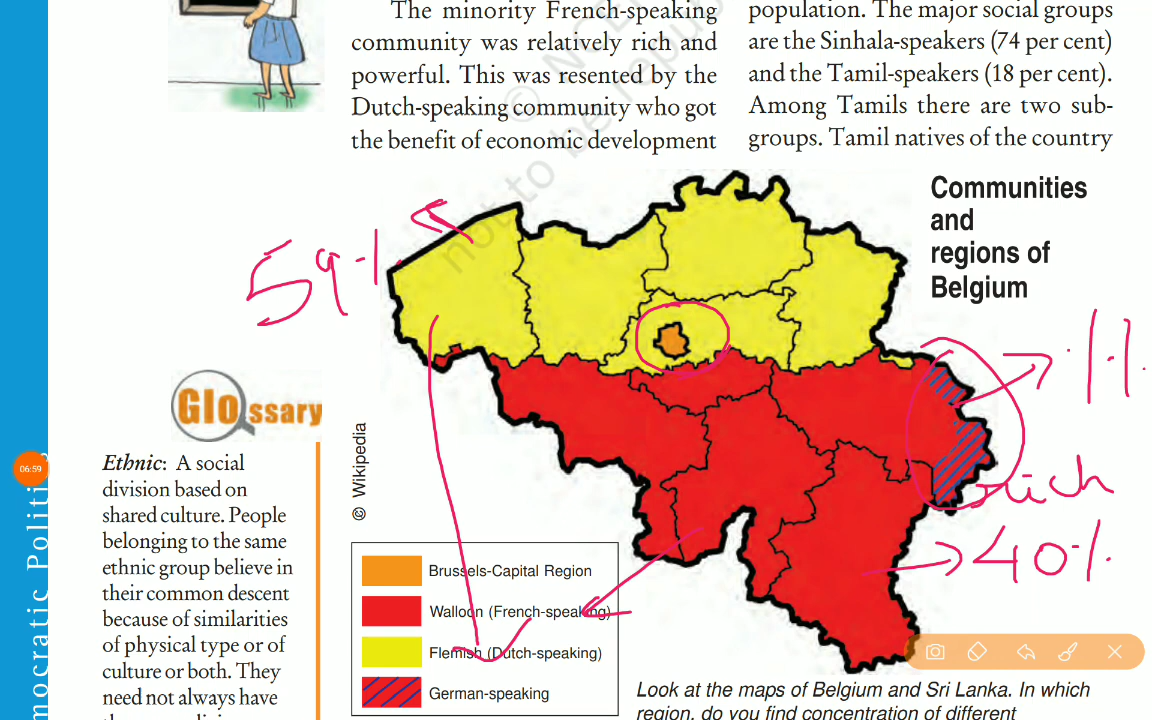 The minority French-speaking
community was relatively rich and
powerful. This was resented by the
Dutch-speaking community who got
the benefit of economic development
population. The major social groups
are the Sinhala-speakers (74 per cent)
and the Tamil-speakers (18 per cent).
Among Tamils there are two sub-
groups. Tamil natives of the country
Communities
and
regions of
Belgium
59%
1%
rich
40%
Glossary
Ethnic: A social
division based on
shared culture. People
belonging to the same
ethnic group believe in
their common descent
because of similarities
of physical type or of
culture or both. They
need not always have
© Wikipedia
Brussels-Capital Region
Walloon (French-speaking)
Flemish (Dutch-speaking)
German-speaking
Look at the maps of Belgium and Sri Lanka. In which
region, do you find concentration of different
06:59
mocratic Politi
© NCE
not to be repu